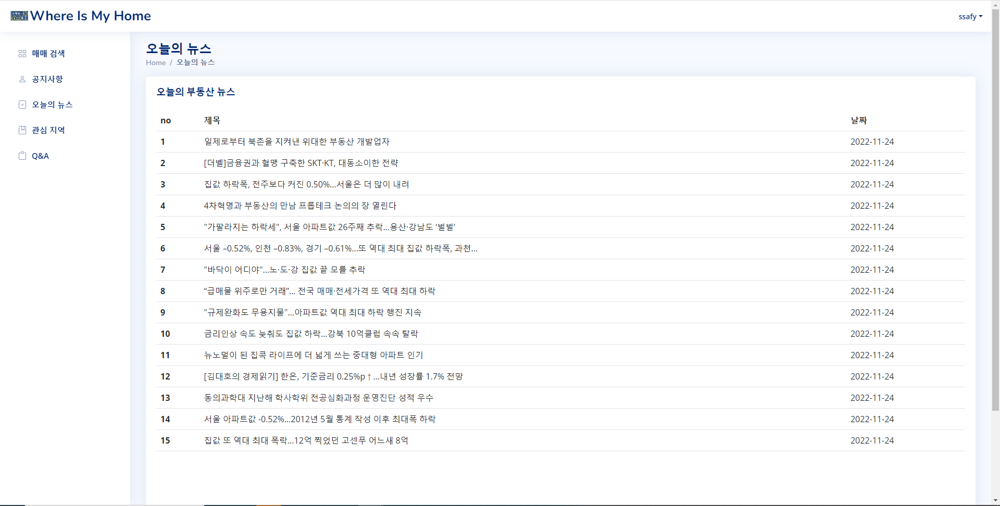 Where Is My Home
ssafy
매매 검색
공지사항
오늘의 뉴스
관심 지역
Q&A
오늘의 뉴스
Home / 오늘의 뉴스
오늘의 부동산 뉴스
no 제목 날짜
1 일제로부터 북촌을 지켜낸 위대한 부동산 개발업자 2022-11-24
2 [더벨]금융권과 혈맹 구축한 SKT·KT, 대동소이한 전략 2022-11-24
3 집값 하락폭, 전주보다 커진 0.50%…서울은 더 많이 내려 2022-11-24
4 4차혁명과 부동산의 만남 프롭테크 논의의 장 열린다 2022-11-24
5 "가팔라지는 하락세", 서울 아파트값 26주째 추락…용산·강남도 ‘벌벌’ 2022-11-24
6 서울 –0.52%, 인천 –0.83%, 경기 –0.61%…또 역대 최대 집값 하락폭, 과천... 2022-11-24
7 "바닥이 어디야"…노·도·강 집값 끝 모를 추락 2022-11-24
8 “급매물 위주로만 거래”… 전국 매매·전세가격 또 역대 최대 하락 2022-11-24
9 "규제완화도 무용지물"…아파트값 역대 최대 하락 행진 지속 2022-11-24
10 금리인상 속도 늦춰도 집값 하락…강북 10억클럽 속속 탈락 2022-11-24
11 뉴노멀이 된 집콕 라이프에 더 넓게 쓰는 중대형 아파트 인기 2022-11-24
12 [김대호의 경제읽기] 한은, 기준금리 0.25%p↑…내년 성장률 1.7% 전망 2022-11-24
13 동의과학대 지난해 학사학위 전공심화과정 운영진단 성적 우수 2022-11-24
14 서울 아파트값 -0.52%…2012년 5월 통계 작성 이후 최대폭 하락 2022-11-24
15 집값 또 역대 최대 폭락…12억 찍었던 고센푸 어느새 8억 2022-11-24